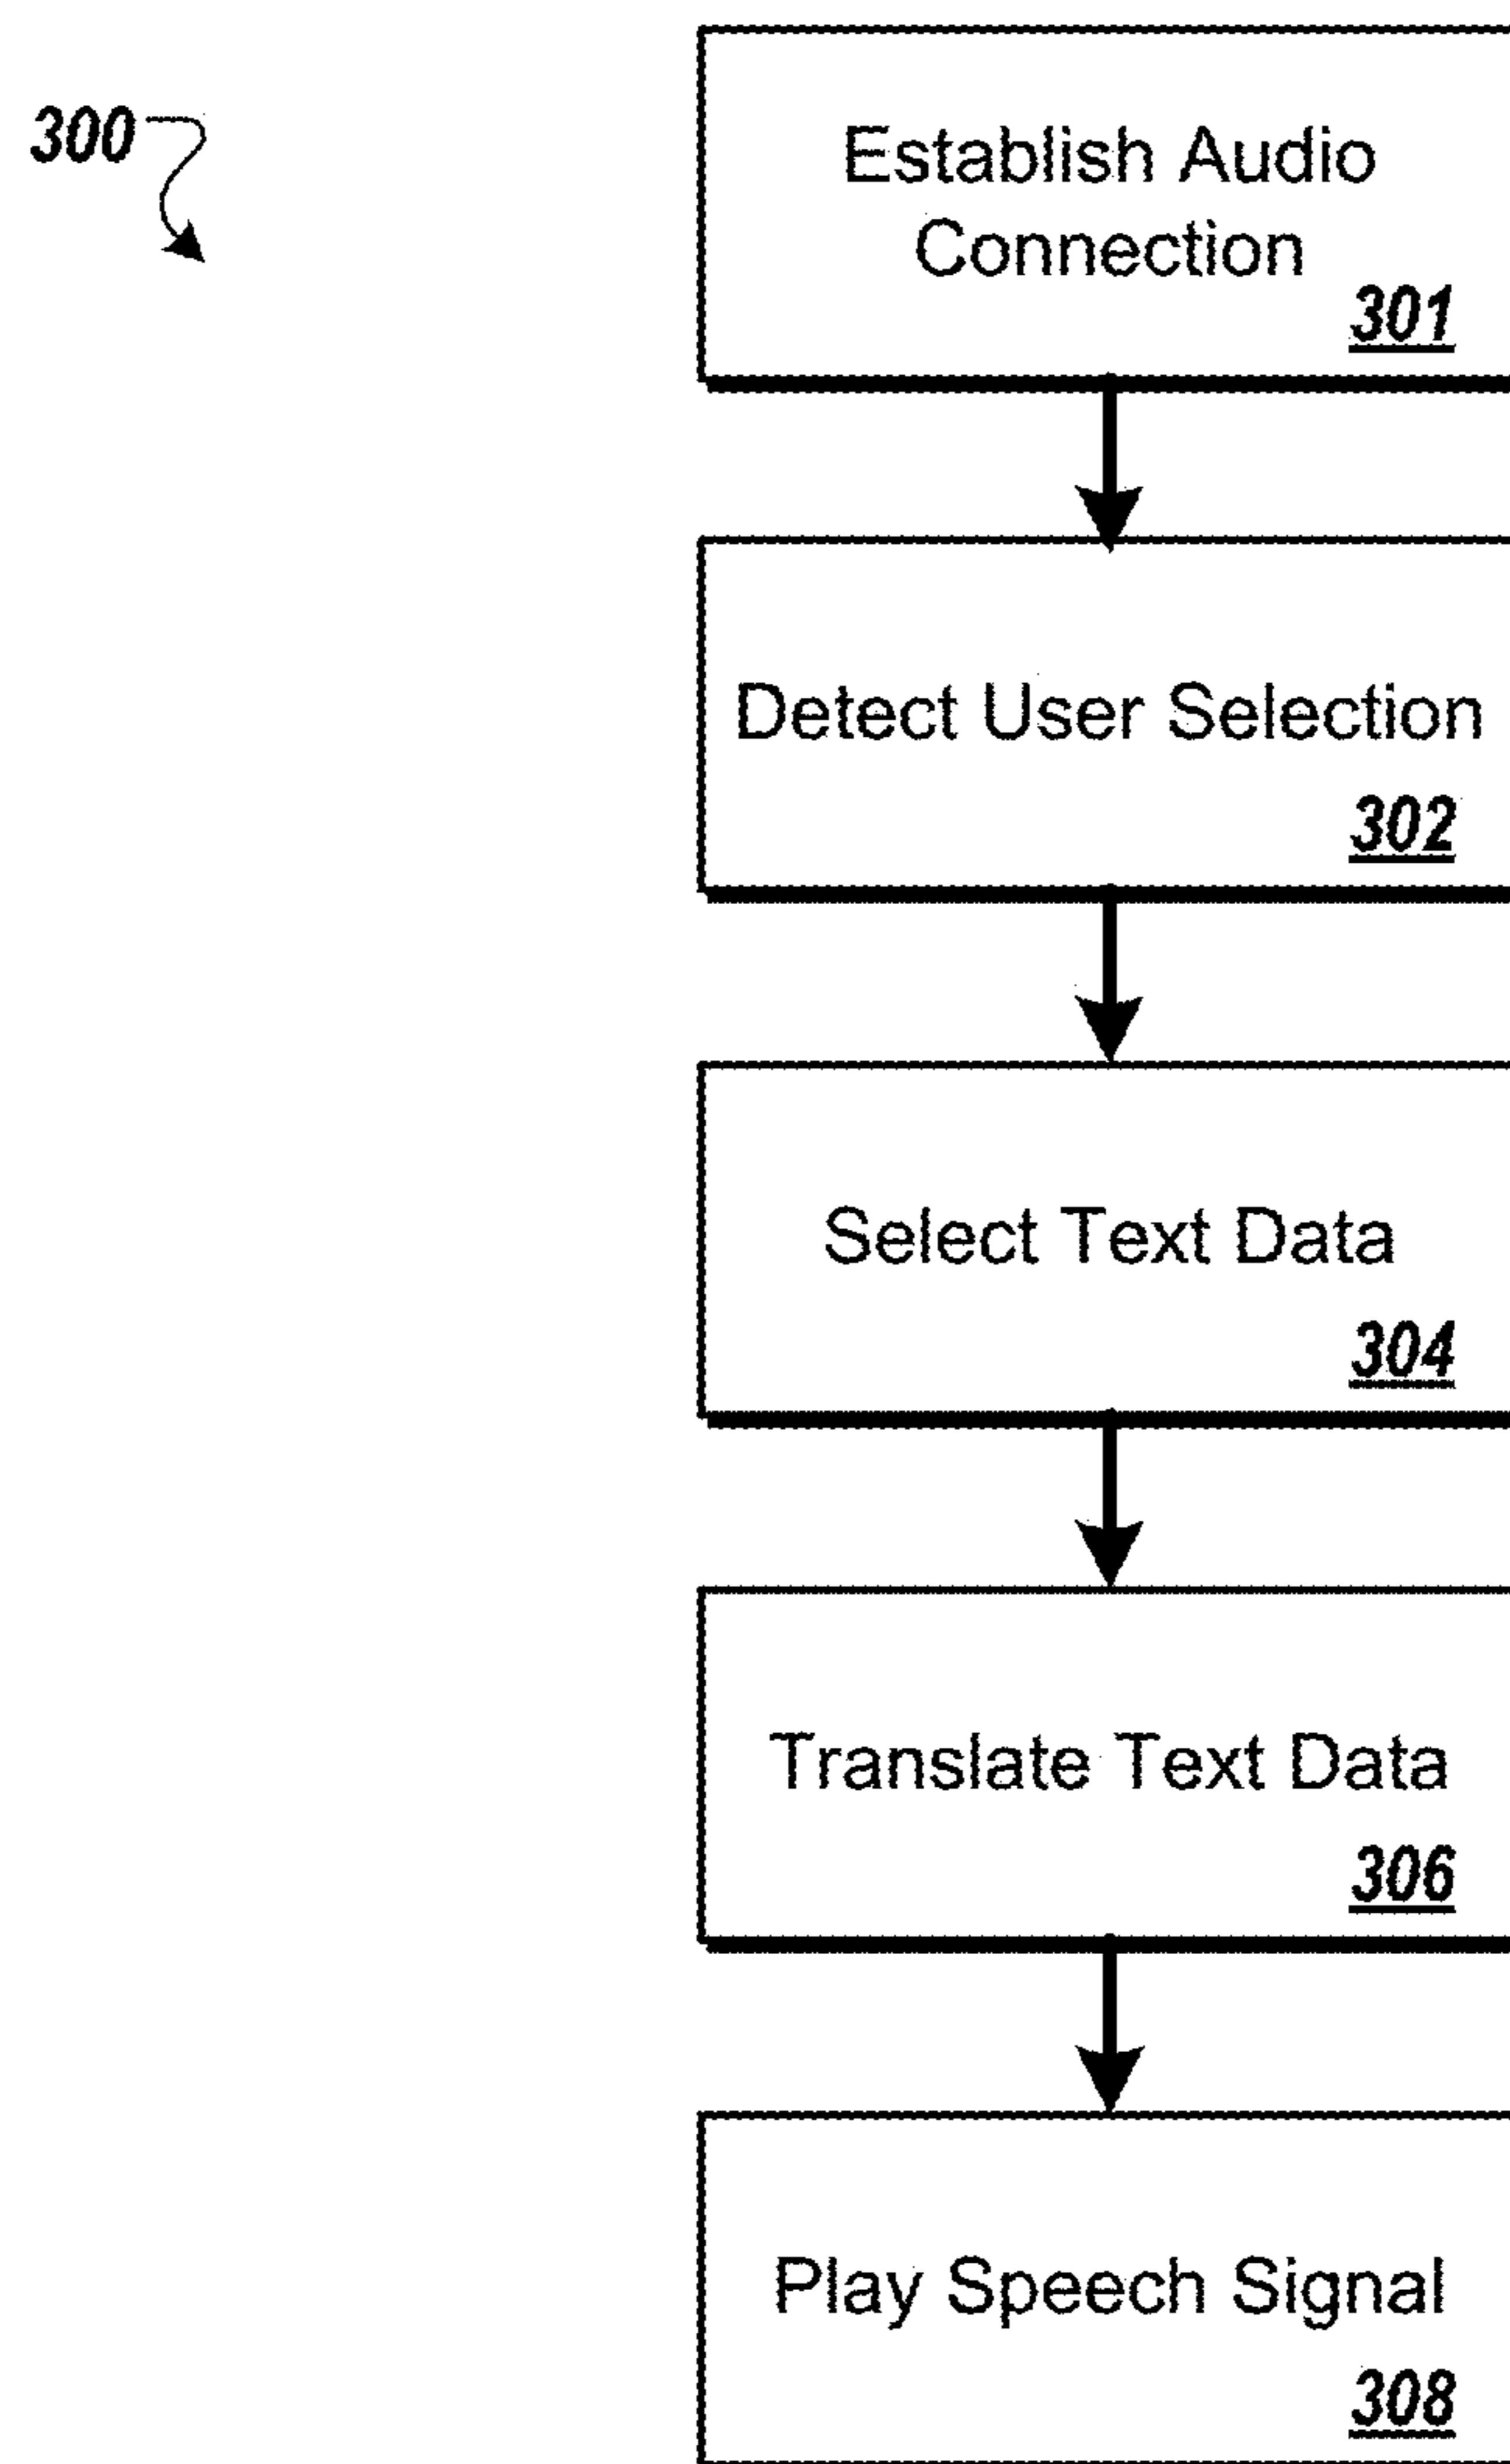 300
Establish Audio
Connection
301
Detect User Selection
302
Select Text Data
304
Translate Text Data
306
Play Speech Signal
308